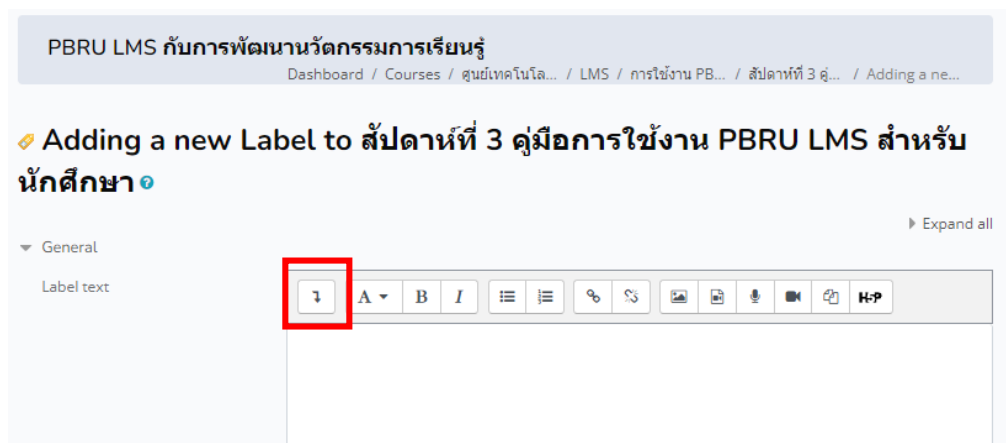 PBRU LMS กับการพัฒนานวัตกรรมการเรียนรู้
Dashboard / Courses / ศูนย์เทคโนโล... / LMS / การใช้งาน PB... / สัปดาห์ที่ 3 คู่... / Adding a ne...
Adding a new Label to สัปดาห์ที่ 3 คู่มือการใช้งาน PBRU LMS สำหรับ
นักศึกษา
Expand all
General
Label text
A B I H5P